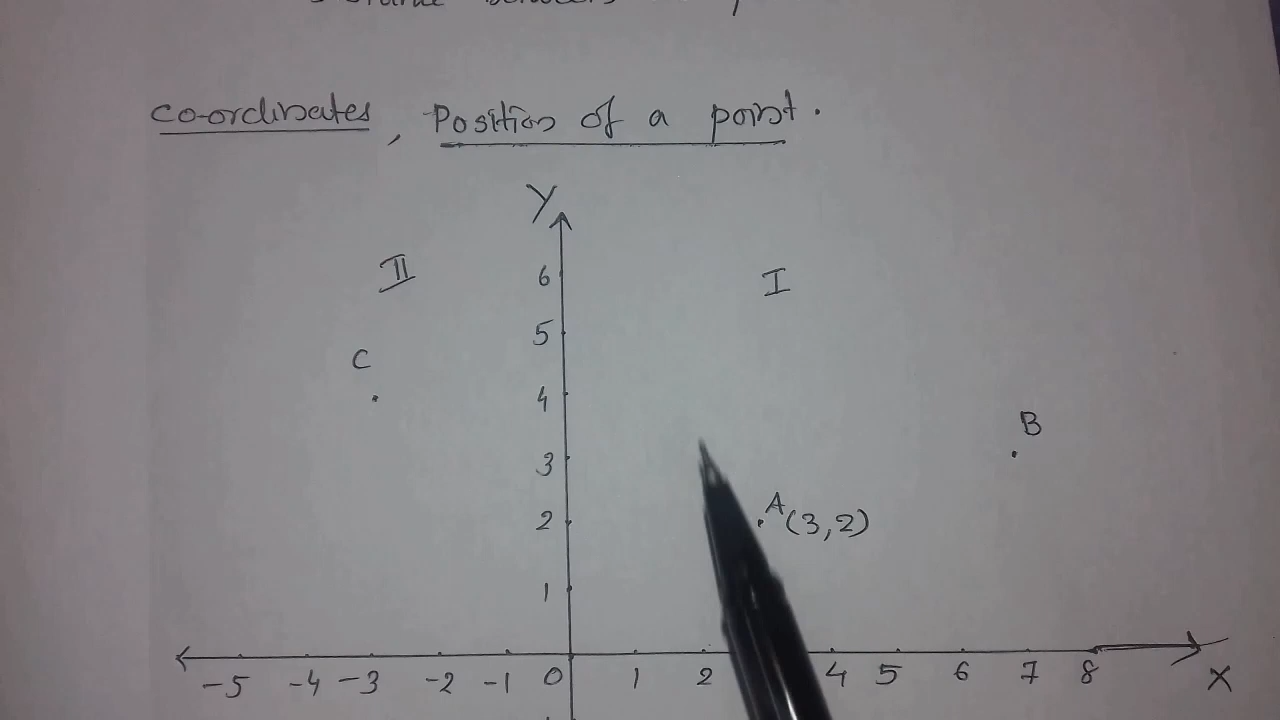 co-ordinates, Position of a point.
Y
II
I
6
5
C
4
B
3
A
2 (3,2)
1
-5 -4 -3 -2 -1 0 1 2 4 5 6 7 8 X